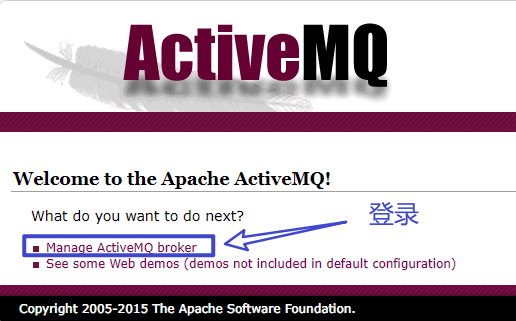 ActiveMQ
Welcome to the Apache ActiveMQ!
What do you want to do next?
登录
Manage ActiveMQ broker
See some Web demos (demos not included in default configuration)
Copyright 2005-2015 The Apache Software Foundation.